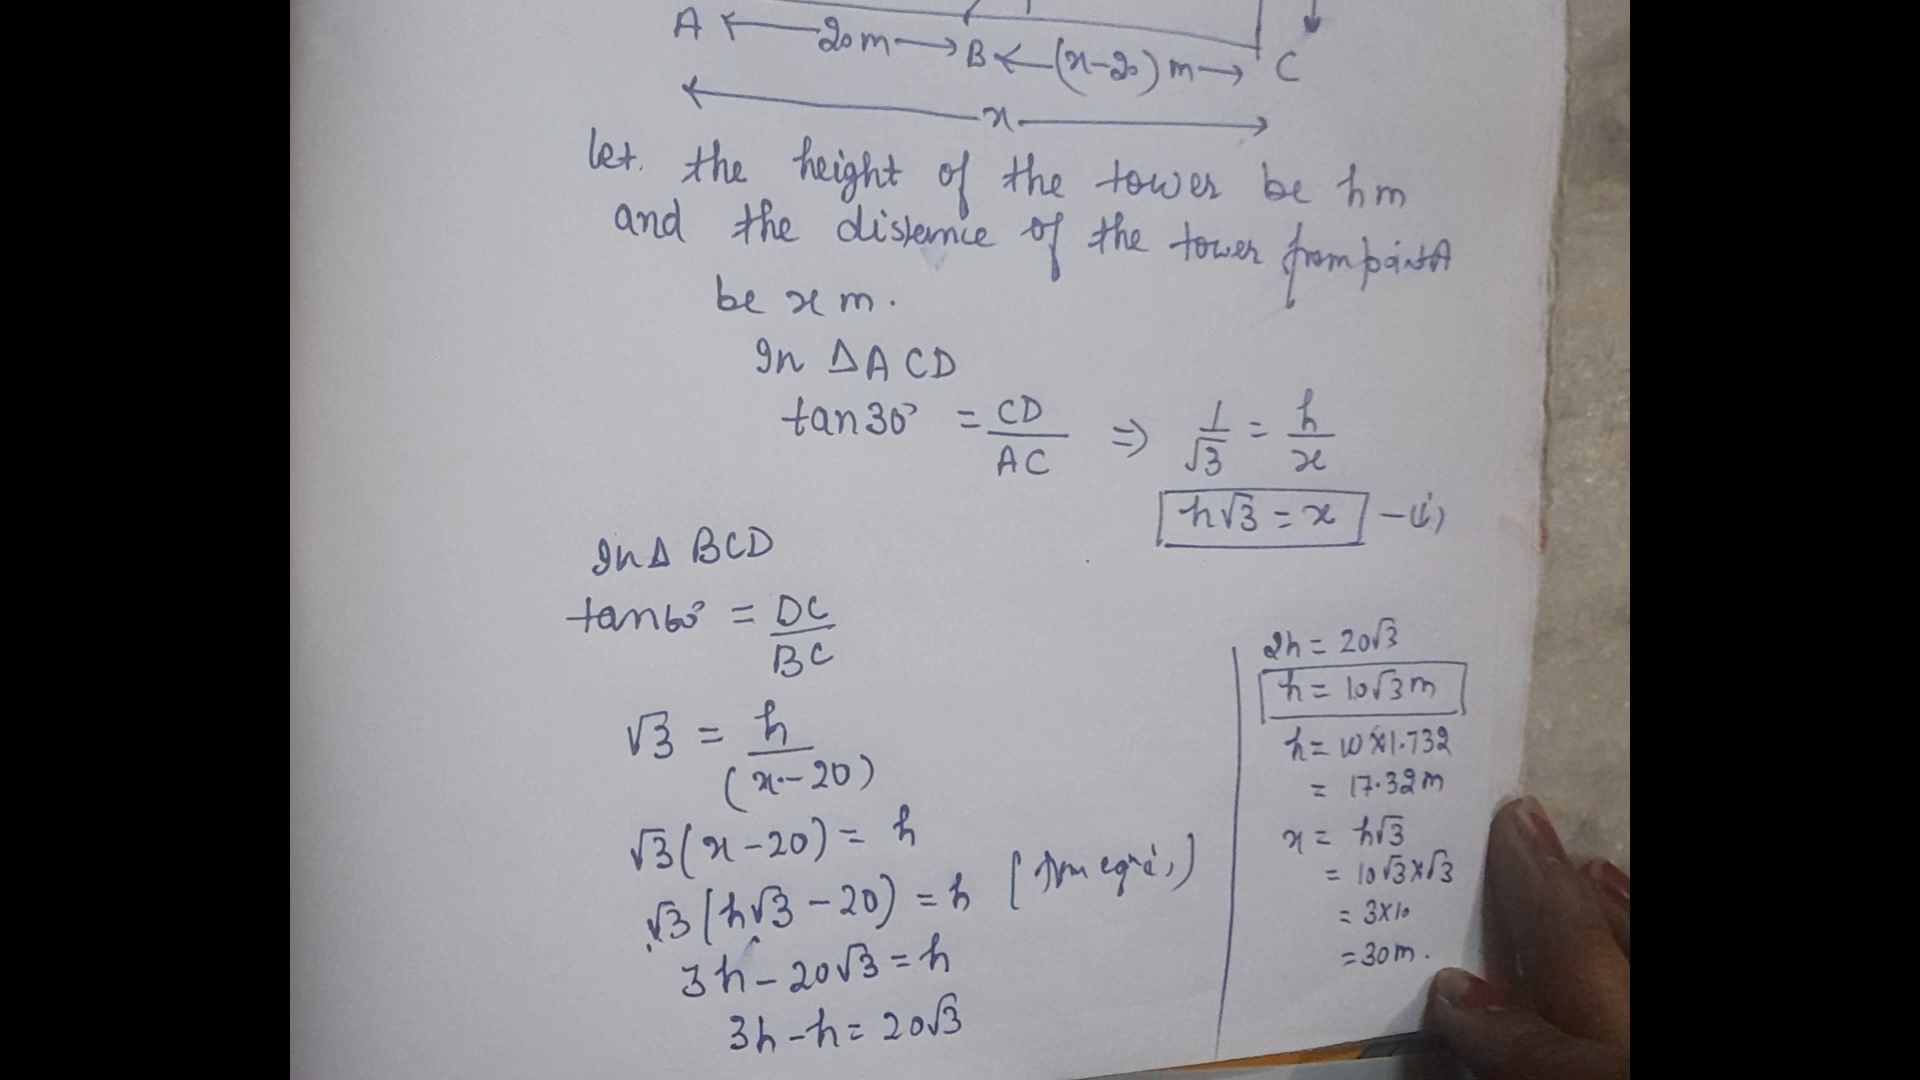 A ←20m→ B ←(x-20)m→ C
←x→
let. the height of the tower be hm
and the distance of the tower from point A
be x m.
In ΔACD
tan30° = CD/AC ⇒ 1/√3 = h/x
h√3 = x -(i)
In Δ BCD
tan60° = DC/BC
√3 = h/(x-20)
√3(x-20) = h
√3(h√3-20) = h
3h-20√3 = h
3h-h = 20√3
2h = 20√3
h = 10√3m
h = 10×1.732
= 17.32m
x = h√3
= 10√3×√3
= 3×10
= 30m.